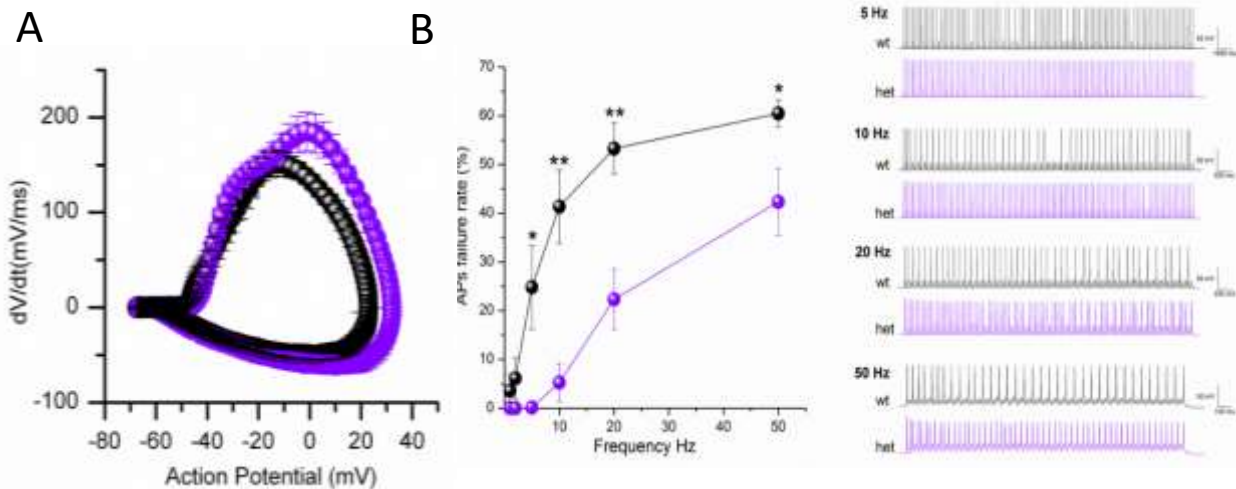 A
200
100
0
-100
dV/dt(mV/ms)
-80 -60 -40 -20 0 20 40
Action Potential (mV)
B
70
60
50
40
30
20
10
0
APs failure rate (%)
* ** ** *
10 20 30 40 50
Frequency Hz
5 Hz
wt
het
10 Hz
wt
het
20 Hz
wt
het
50 Hz
wt
het